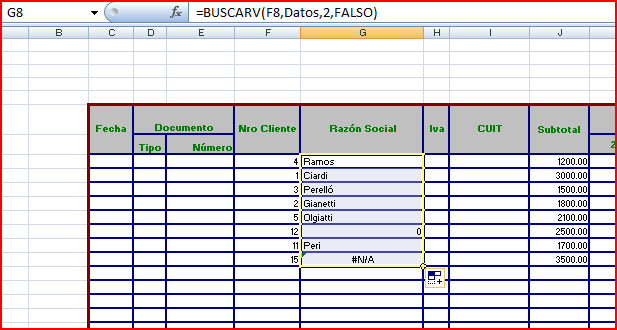 G8 fx =BUSCARV(F8,Datos,2,FALSO)
B C D E F G H I J
Fecha Documento Nro Cliente Razón Social Iva CUIT Subtotal
Tipo Número 2
4 Ramos 1200.00
1 Ciardi 3000.00
3 Perelló 1500.00
2 Gianetti 1800.00
5 Olgiatti 2100.00
12 0 2500.00
11 Peri 1700.00
15 #N/A 3500.00